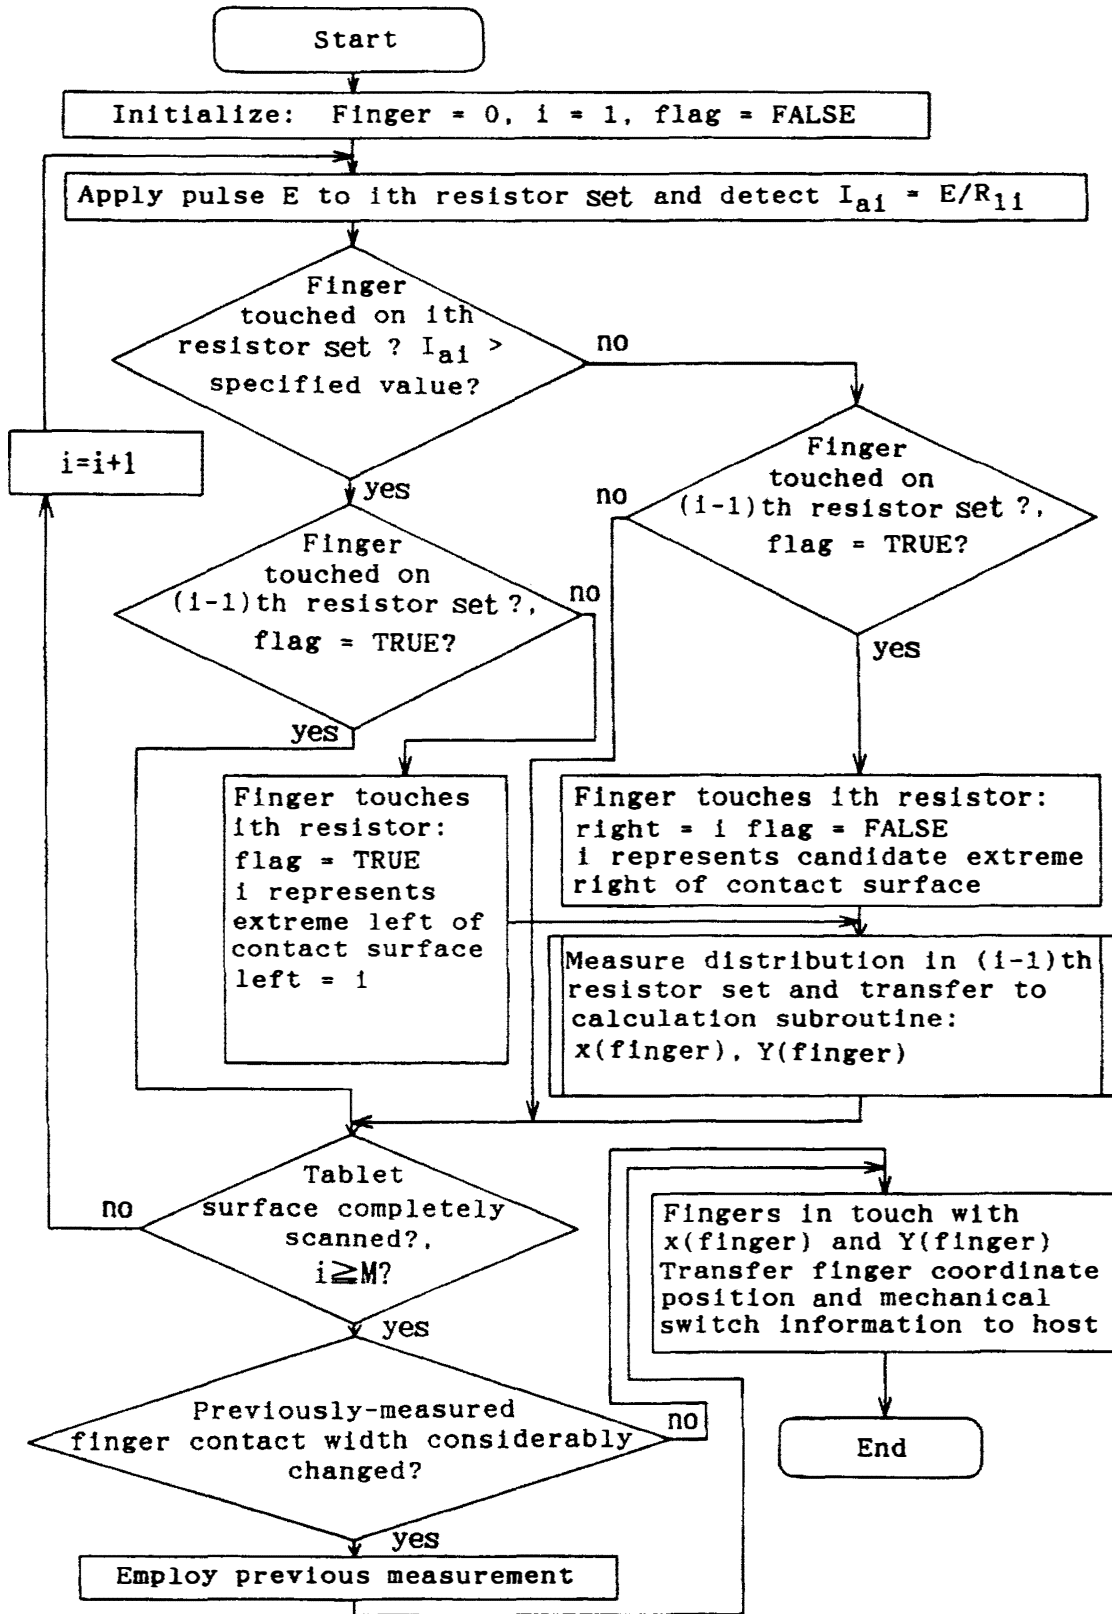 Start
Initialize: Finger = 0, i = 1, flag = FALSE
Apply pulse E to ith resistor set and detect Iai = E/R1i
Finger
touched on ith
resistor set ? Iai >
specified value?
no
yes
i=i+1
Finger
touched on
(i-1)th resistor set ?,
flag = TRUE?
no
yes
Finger
touched on
(i-1)th resistor set ?,
flag = TRUE?
no
yes
Finger touches
ith resistor:
flag = TRUE
i represents
extreme left of
contact surface
left = i
Finger touches ith resistor:
right = i flag = FALSE
i represents candidate extreme
right of contact surface
Measure distribution in (i-1)th
resistor set and transfer to
calculation subroutine:
x(finger), Y(finger)
Tablet
surface completely
scanned?,
i≧M?
no
yes
Fingers in touch with
x(finger) and Y(finger)
Transfer finger coordinate
position and mechanical
switch information to host
Previously-measured
finger contact width considerably
changed?
no
yes
End
Employ previous measurement